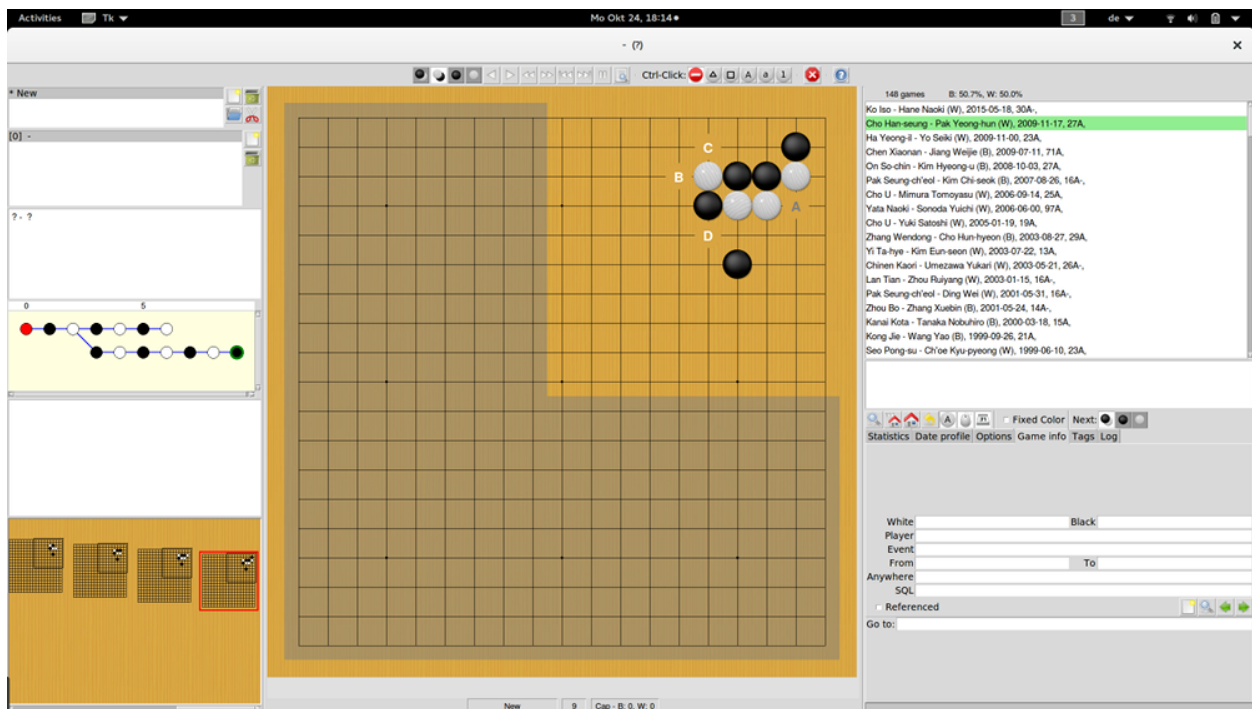 Activities Tk Mo Okt 24, 18:14 3 de
- (?)
Ctrl-Click: A a 1
* New
[0] -
? - ?
0 5
C
B
A
D
148 games B: 50.7%, W: 50.0%
Ko Iso - Hane Naoki (W), 2015-05-18, 30A-,
Cho Han-seung - Pak Yeong-hun (W), 2009-11-17, 27A,
Ha Yeong-il - Yo Seiki (W), 2009-11-00, 23A,
Chen Xiaonan - Jiang Weijie (B), 2009-07-11, 71A,
On So-chin - Kim Hyeong-u (B), 2008-10-03, 27A,
Pak Seung-ch'eol - Kim Chi-seok (B), 2007-08-26, 16A-,
Cho U - Mimura Tomoyasu (W), 2006-09-14, 25A,
Yata Naoki - Sonoda Yuichi (W), 2006-06-00, 97A,
Cho U - Yuki Satoshi (W), 2005-01-19, 19A,
Zhang Wendong - Cho Hun-hyeon (B), 2003-08-27, 29A,
Yi Ta-hye - Kim Eun-seon (W), 2003-07-22, 13A,
Chinen Kaori - Umezawa Yukari (W), 2003-05-21, 26A-,
Lan Tian - Zhou Ruiyang (W), 2003-01-15, 16A-,
Pak Seung-ch'eol - Ding Wei (W), 2001-05-31, 16A-,
Zhou Bo - Zhang Xuebin (B), 2001-05-24, 14A-,
Kanai Kota - Tanaka Nobuhiro (B), 2000-03-18, 15A,
Kong Jie - Wang Yao (B), 1999-09-26, 21A,
Seo Pong-su - Ch'oe Kyu-pyeong (W), 1999-06-10, 23A,
A Fixed Color Next:
Statistics Date profile Options Game info Tags Log
White Black
Player
Event
From To
Anywhere
SQL
Referenced
Go to:
New 9 Cap - B: 0, W: 0